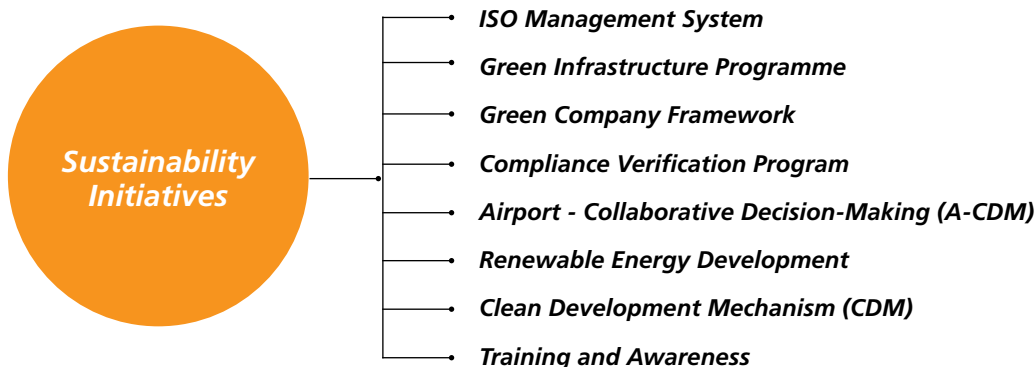 Sustainability
Initiatives
ISO Management System
Green Infrastructure Programme
Green Company Framework
Compliance Verification Program
Airport - Collaborative Decision-Making (A-CDM)
Renewable Energy Development
Clean Development Mechanism (CDM)
Training and Awareness